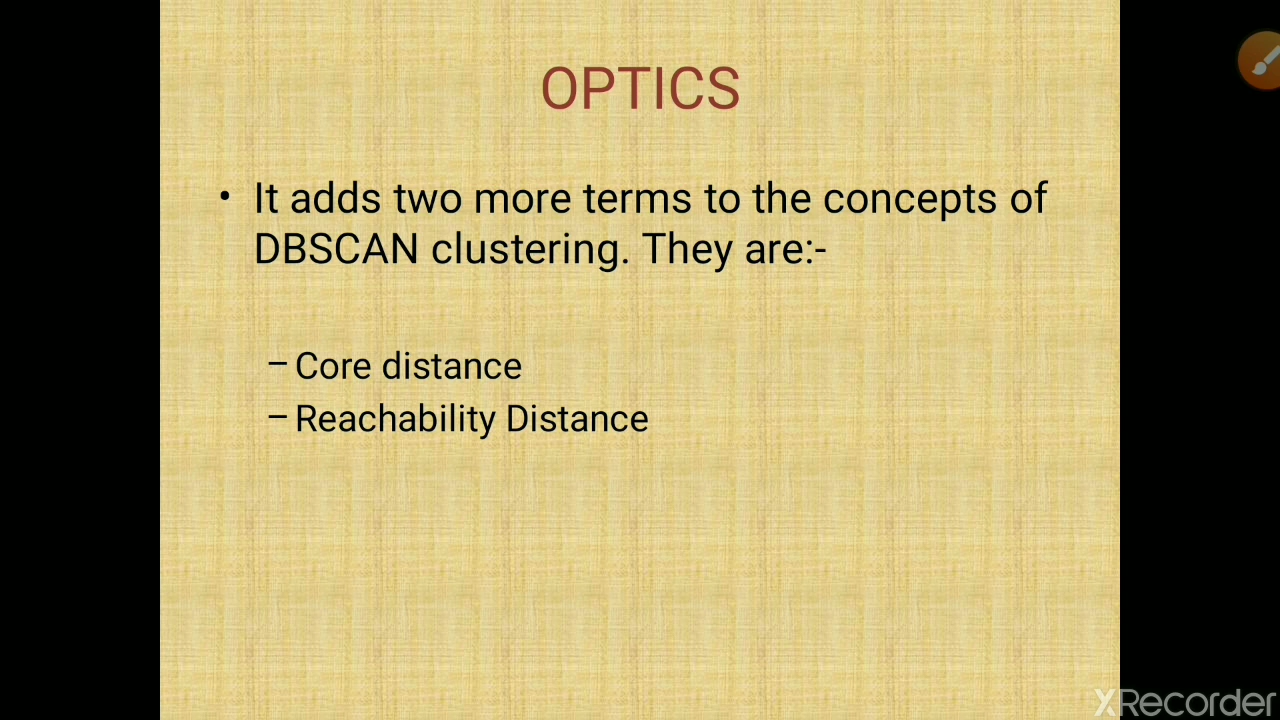 OPTICS
• It adds two more terms to the concepts of
DBSCAN clustering. They are:-
– Core distance
– Reachability Distance
XRecorder